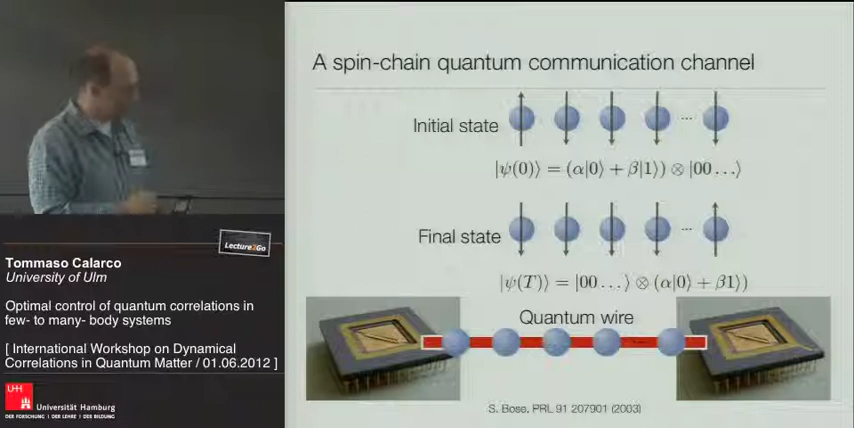 A spin-chain quantum communication channel
Initial state
...
|ψ(0)⟩ = (α|0⟩ + β|1⟩) ⊗ |00 ...⟩
Final state
...
|ψ(T)⟩ = |00 ...⟩ ⊗ (α|0⟩ + β1⟩)
Quantum wire
S. Bose, PRL 91 207901 (2003)
Lecture2Go
Tommaso Calarco
University of Ulm
Optimal control of quantum correlations in
few- to many- body systems
[ International Workshop on Dynamical
Correlations in Quantum Matter / 01.06.2012 ]
UH
Universität Hamburg
DER FORSCHUNG | DER LEHRE | DER BILDUNG